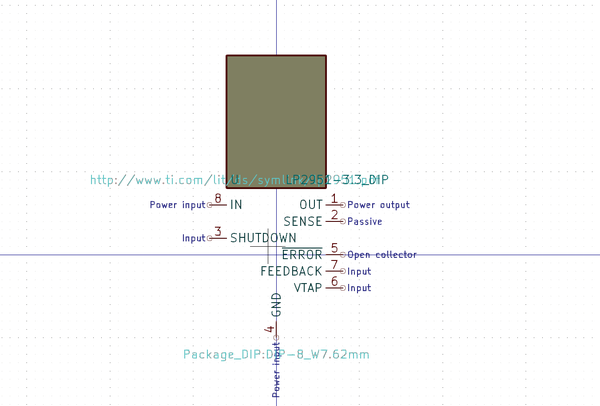 http://www.ti.com/lit/ds/symlink/lp2951.pdf
LP2951-3.3_DIP
Power input 8 IN
OUT 1 Power output
SENSE 2 Passive
Input 3 SHUTDOWN
ERROR 5 Open collector
FEEDBACK 7 Input
VTAP 6 Input
GND 4 Power input
Package_DIP:DIP-8_W7.62mm